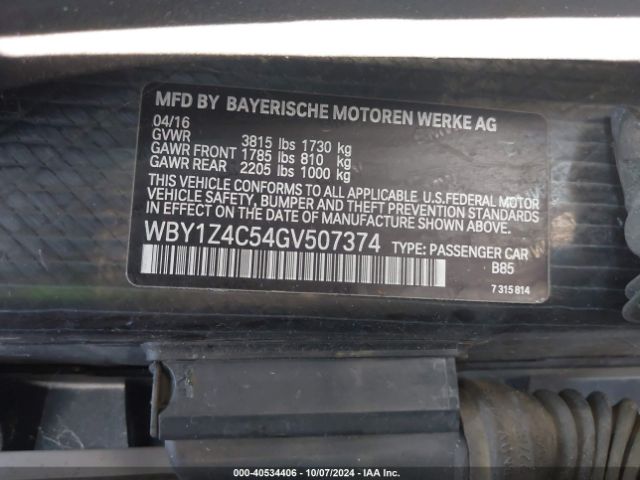 MFD BY BAYERISCHE MOTOREN WERKE AG
04/16
GVWR 3815 lbs 1730 kg
GAWR FRONT 1785 lbs 810 kg
GAWR REAR 2205 lbs 1000 kg
THIS VEHICLE CONFORMS TO ALL APPLICABLE U.S.FEDERAL MOTOR
VEHICLE SAFETY, BUMPER AND THEFT PREVENTION STANDARDS
IN EFFECT ON THE DATE OF MANUFACTURE SHOWN ABOVE.
WBY1Z4C54GV507374 TYPE: PASSENGER CAR
B85
7 315 814
000-40534406 - 10/07/2024 - IAA Inc.